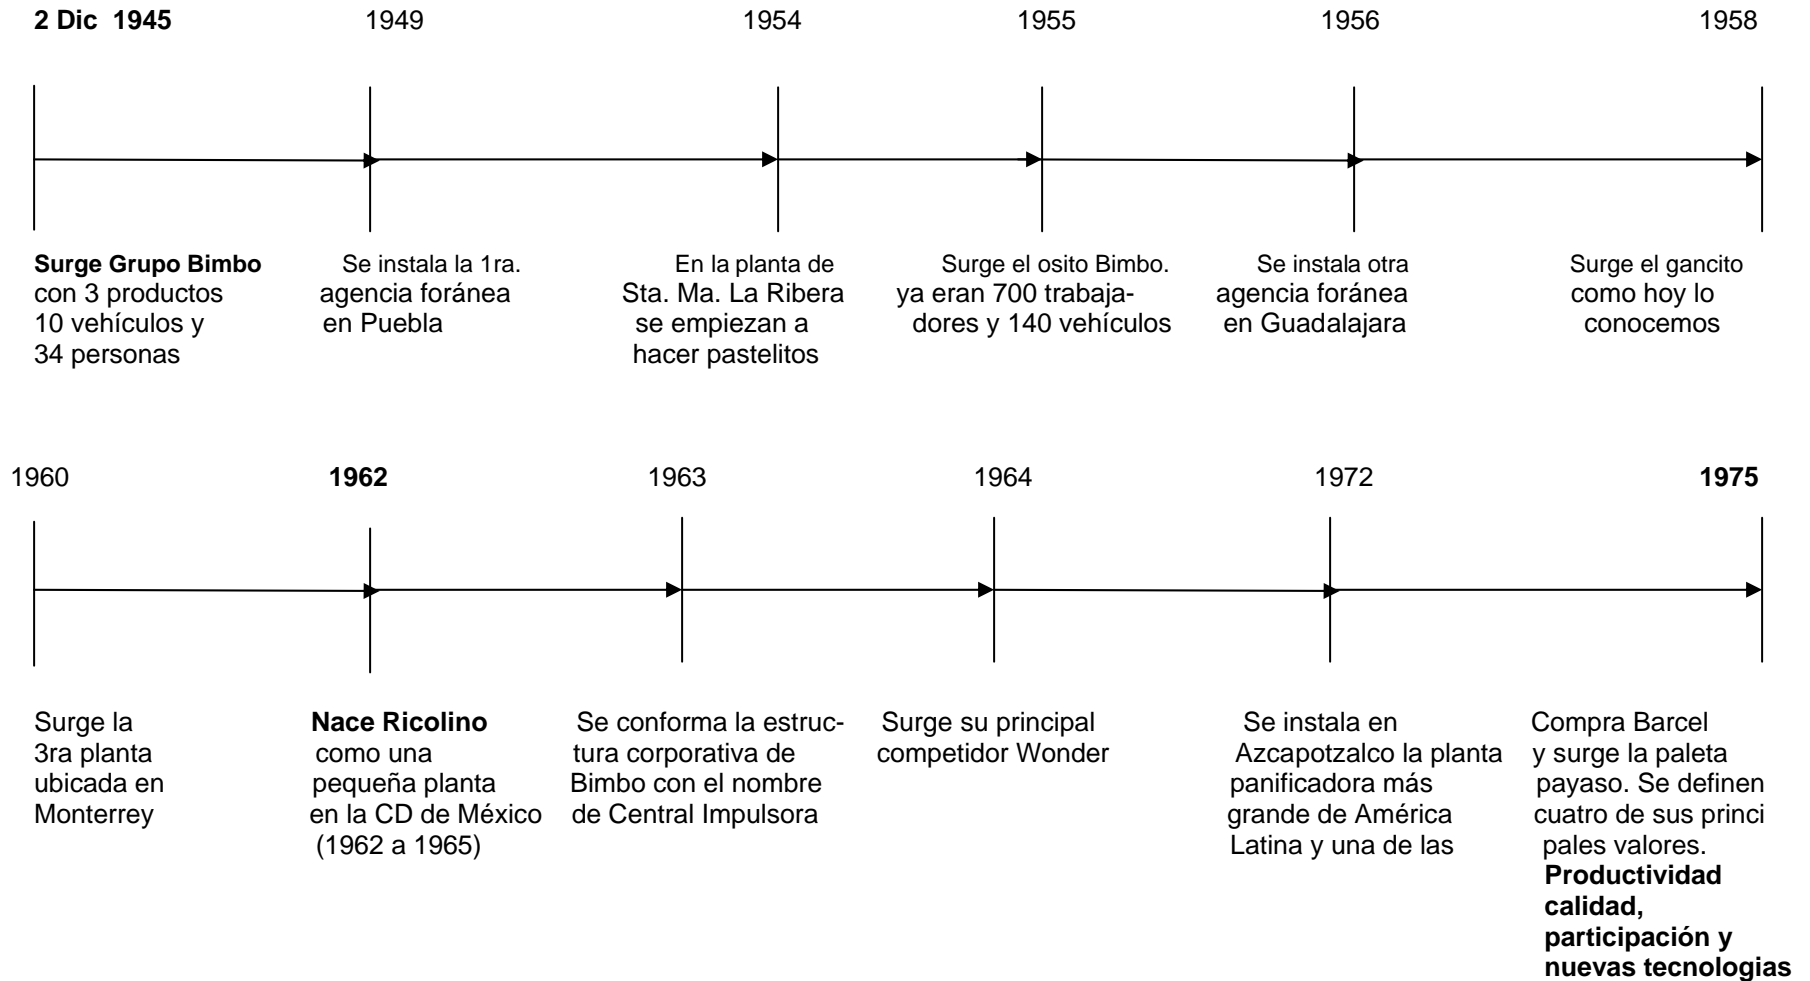 2 Dic 1945
1949
1954
1955
1956
1958
Surge Grupo Bimbo
con 3 productos
10 vehículos y
34 personas
Se instala la 1ra.
agencia foránea
en Puebla
En la planta de
Sta. Ma. La Ribera
se empiezan a
hacer pastelitos
Surge el osito Bimbo.
ya eran 700 trabaja-
dores y 140 vehículos
Se instala otra
agencia foránea
en Guadalajara
Surge el gancito
como hoy lo
conocemos
1960
1962
1963
1964
1972
1975
Surge la
3ra planta
ubicada en
Monterrey
Nace Ricolino
como una
pequeña planta
en la CD de México
(1962 a 1965)
Se conforma la estruc-
tura corporativa de
Bimbo con el nombre
de Central Impulsora
Surge su principal
competidor Wonder
Se instala en
Azcapotzalco la planta
panificadora más
grande de América
Latina y una de las
Compra Barcel
y surge la paleta
payaso. Se definen
cuatro de sus princi
pales valores.
Productividad
calidad,
participación y
nuevas tecnologias